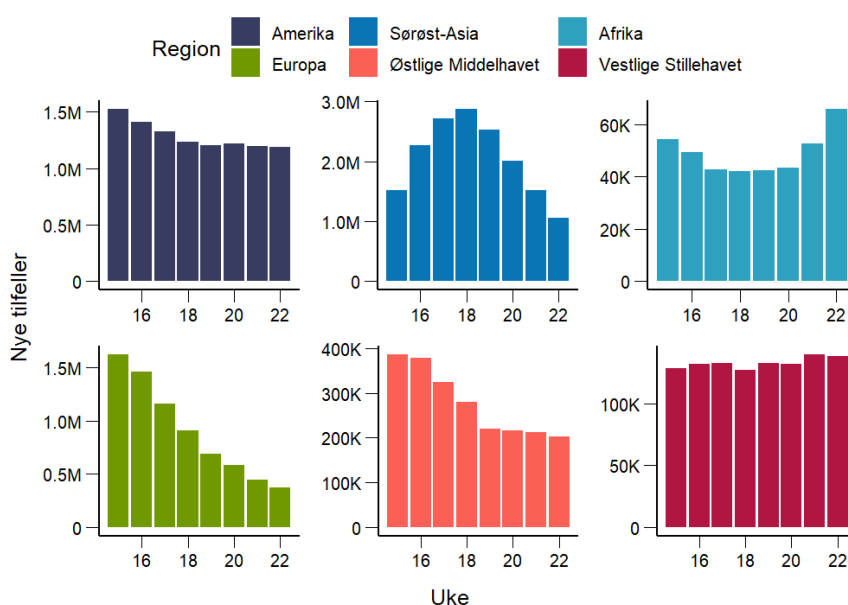 Region
Amerika
Sørøst-Asia
Afrika
Europa
Østlige Middelhavet
Vestlige Stillehavet
Nye tilfeller
1.5M
1.0M
0.5M
0
16 18 20 22
3.0M
2.0M
1.0M
0
16 18 20 22
60K
40K
20K
0
16 18 20 22
1.5M
1.0M
0.5M
0
16 18 20 22
400K
300K
200K
100K
0
16 18 20 22
100K
50K
0
16 18 20 22
Uke